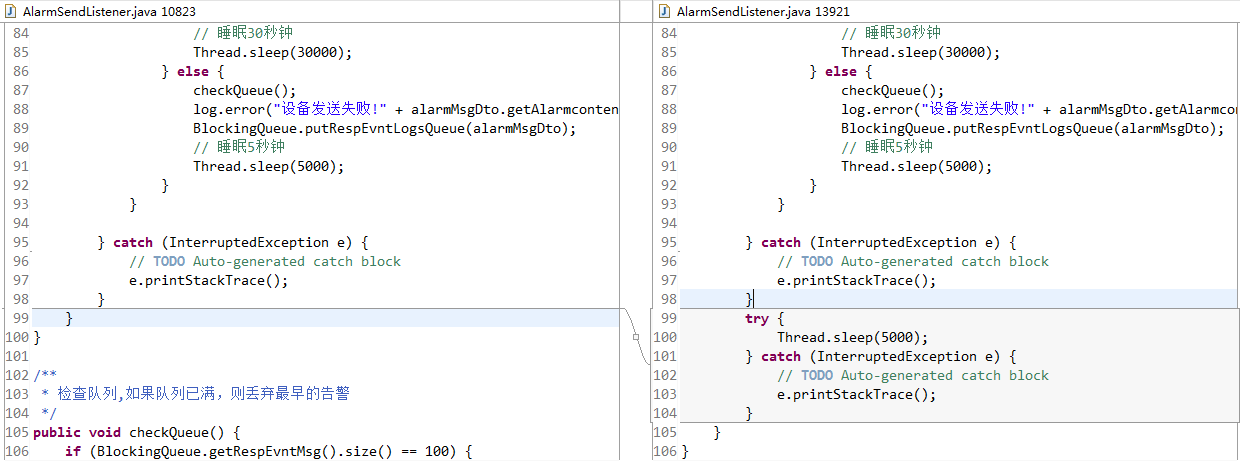 AlarmSendListener.java 10823
84 // 睡眠30秒钟
85 Thread.sleep(30000);
86 } else {
87 checkQueue();
88 log.error("设备发送失败!" + alarmMsgDto.getAlarmconten
89 BlockingQueue.putRespEvntLogsQueue(alarmMsgDto);
90 // 睡眠5秒钟
91 Thread.sleep(5000);
92 }
93 }
94
95 } catch (InterruptedException e) {
96 // TODO Auto-generated catch block
97 e.printStackTrace();
98 }
99 }
100 }
101
102 /**
103 * 检查队列,如果队列已满，则丢弃最早的告警
104 */
105 public void checkQueue() {
106 if (BlockingQueue.getRespEvntMsg().size() == 100) {
AlarmSendListener.java 13921
84 // 睡眠30秒钟
85 Thread.sleep(30000);
86 } else {
87 checkQueue();
88 log.error("设备发送失败!" + alarmMsgDto.getAlarmconten
89 BlockingQueue.putRespEvntLogsQueue(alarmMsgDto);
90 // 睡眠5秒钟
91 Thread.sleep(5000);
92 }
93 }
94
95 } catch (InterruptedException e) {
96 // TODO Auto-generated catch block
97 e.printStackTrace();
98 }
99 try {
100 Thread.sleep(5000);
101 } catch (InterruptedException e) {
102 // TODO Auto-generated catch block
103 e.printStackTrace();
104 }
105 }
106 }